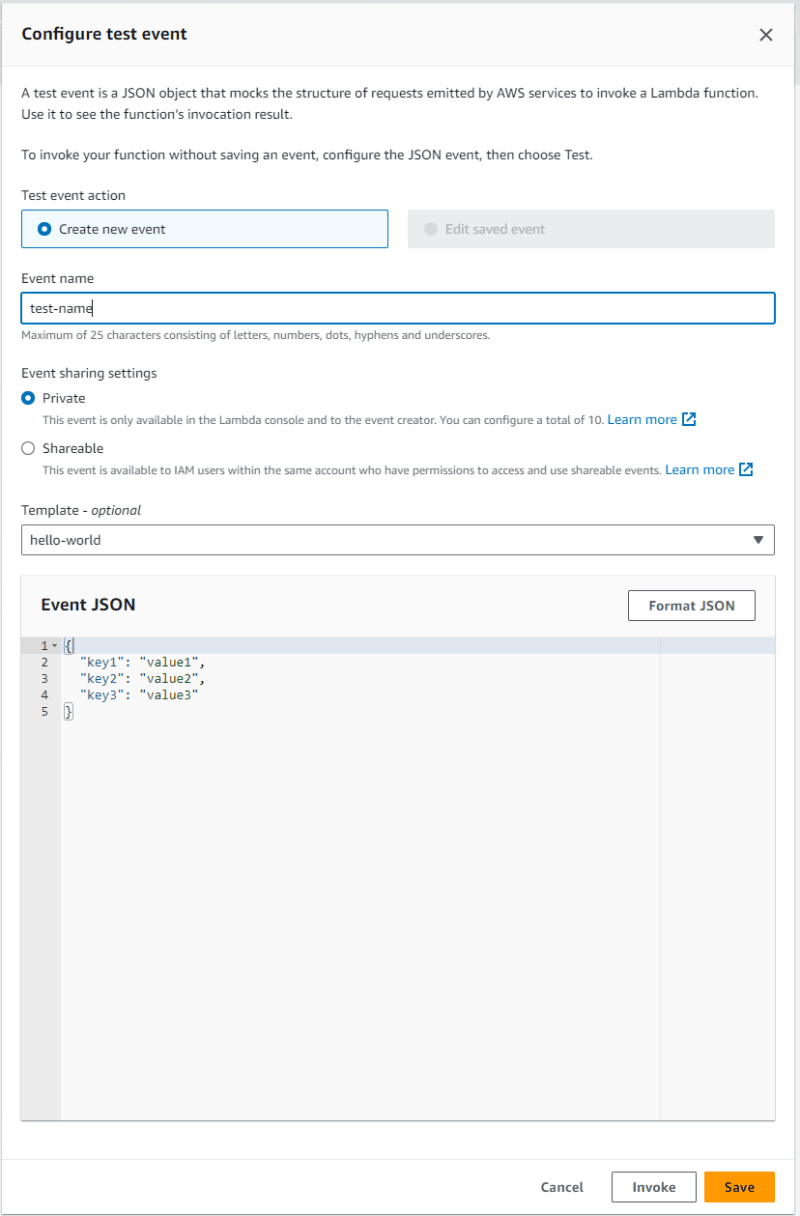 Configure test event
A test event is a JSON object that mocks the structure of requests emitted by AWS services to invoke a Lambda function.
Use it to see the function's invocation result.
To invoke your function without saving an event, configure the JSON event, then choose Test.
Test event action
Create new event
Edit saved event
Event name
test-name
Maximum of 25 characters consisting of letters, numbers, dots, hyphens and underscores.
Event sharing settings
Private
This event is only available in the Lambda console and to the event creator. You can configure a total of 10. Learn more
Shareable
This event is available to IAM users within the same account who have permissions to access and use shareable events. Learn more
Template - optional
hello-world
Event JSON
Format JSON
1 {
2 "key1": "value1",
3 "key2": "value2",
4 "key3": "value3"
5 }
Cancel
Invoke
Save